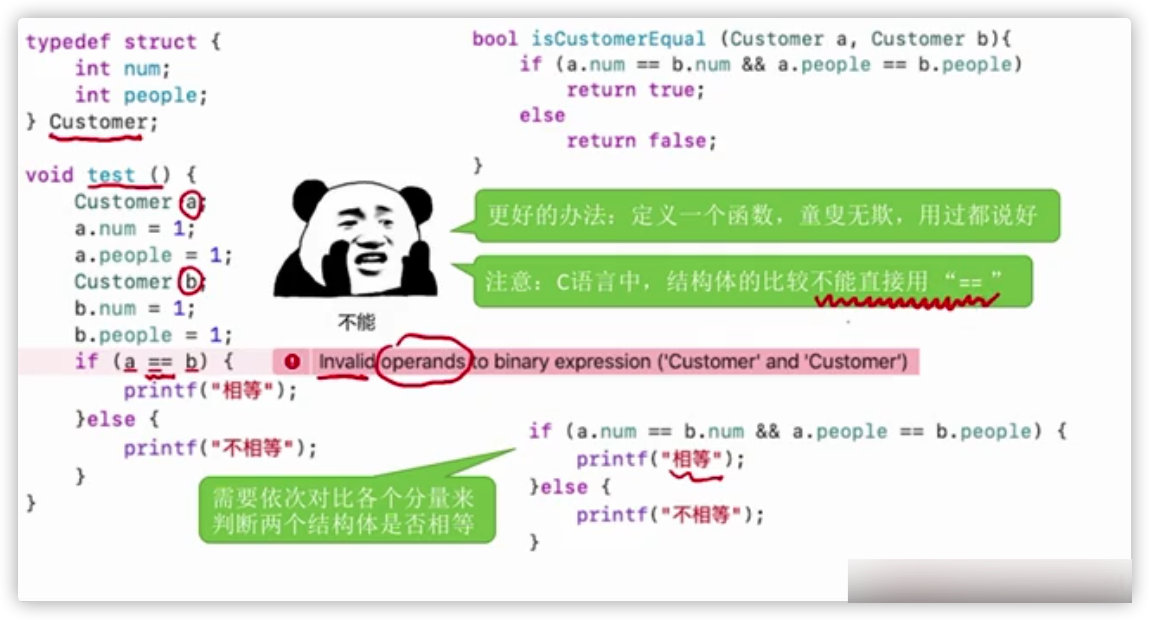 typedef struct {
int num;
int people;
} Customer;
void test () {
Customer a;
a.num = 1;
a.people = 1;
Customer b;
b.num = 1;
b.people = 1;
if (a == b) {
Invalid operands to binary expression ('Customer' and 'Customer')
printf("相等");
}else {
printf("不相等");
}
}
bool isCustomerEqual (Customer a, Customer b){
if (a.num == b.num && a.people == b.people)
return true;
else
return false;
}
更好的办法：定义一个函数，童叟无欺，用过都说好
注意：C语言中，结构体的比较不能直接用“==”
不能
需要依次对比各个分量来
判断两个结构体是否相等
if (a.num == b.num && a.people == b.people) {
printf("相等");
}else {
printf("不相等");
}